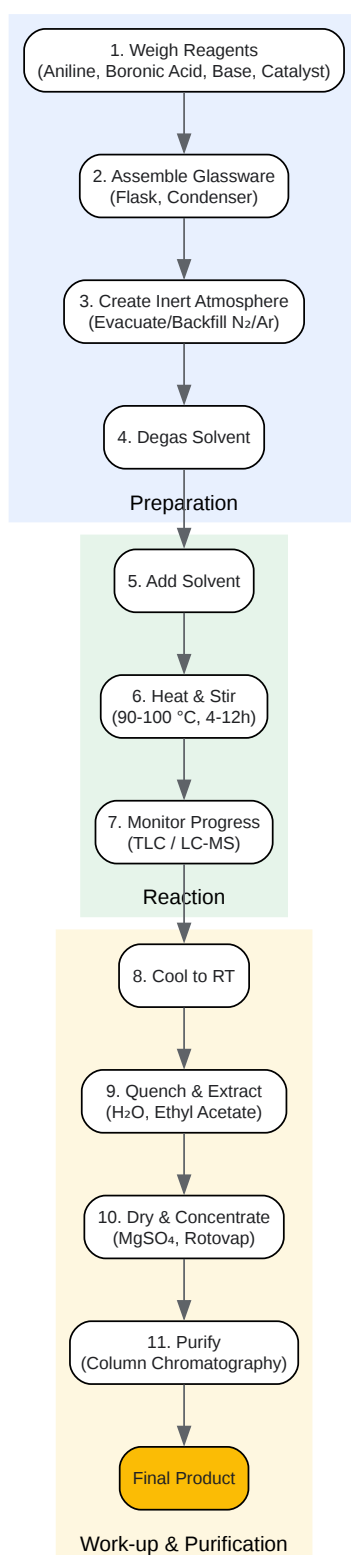 1. Weigh Reagents
(Aniline, Boronic Acid, Base, Catalyst)
2. Assemble Glassware
(Flask, Condenser)
3. Create Inert Atmosphere
(Evacuate/Backfill N₂/Ar)
4. Degas Solvent
Preparation
5. Add Solvent
6. Heat & Stir
(90-100 °C, 4-12h)
7. Monitor Progress
(TLC / LC-MS)
Reaction
8. Cool to RT
9. Quench & Extract
(H₂O, Ethyl Acetate)
10. Dry & Concentrate
(MgSO₄, Rotovap)
11. Purify
(Column Chromatography)
Final Product
Work-up & Purification